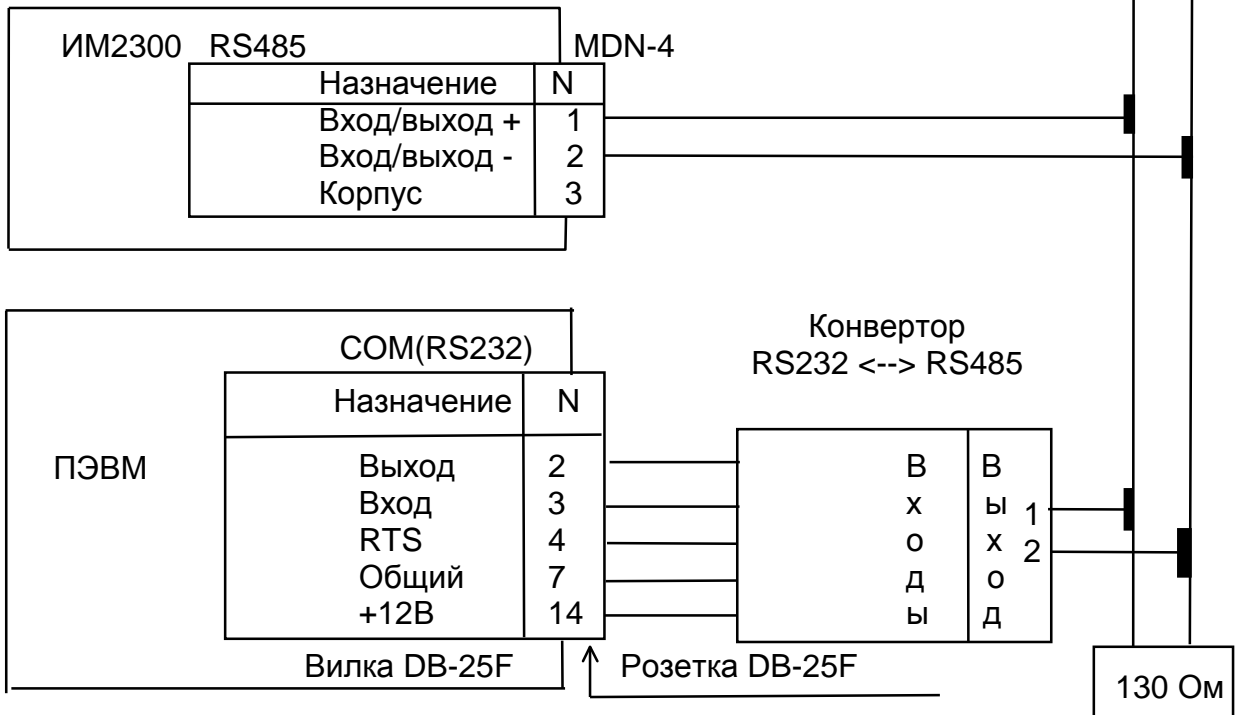 ИМ2300 RS485 MDN-4
Назначение N
Вход/выход + 1
Вход/выход - 2
Корпус 3
Конвертор
RS232 <--> RS485
COM(RS232)
Назначение N
ПЭВМ
Выход 2
Вход 3
RTS 4
Общий 7
+12В 14
Входы
Выход
1
2
Вилка DB-25F
Розетка DB-25F
130 Ом